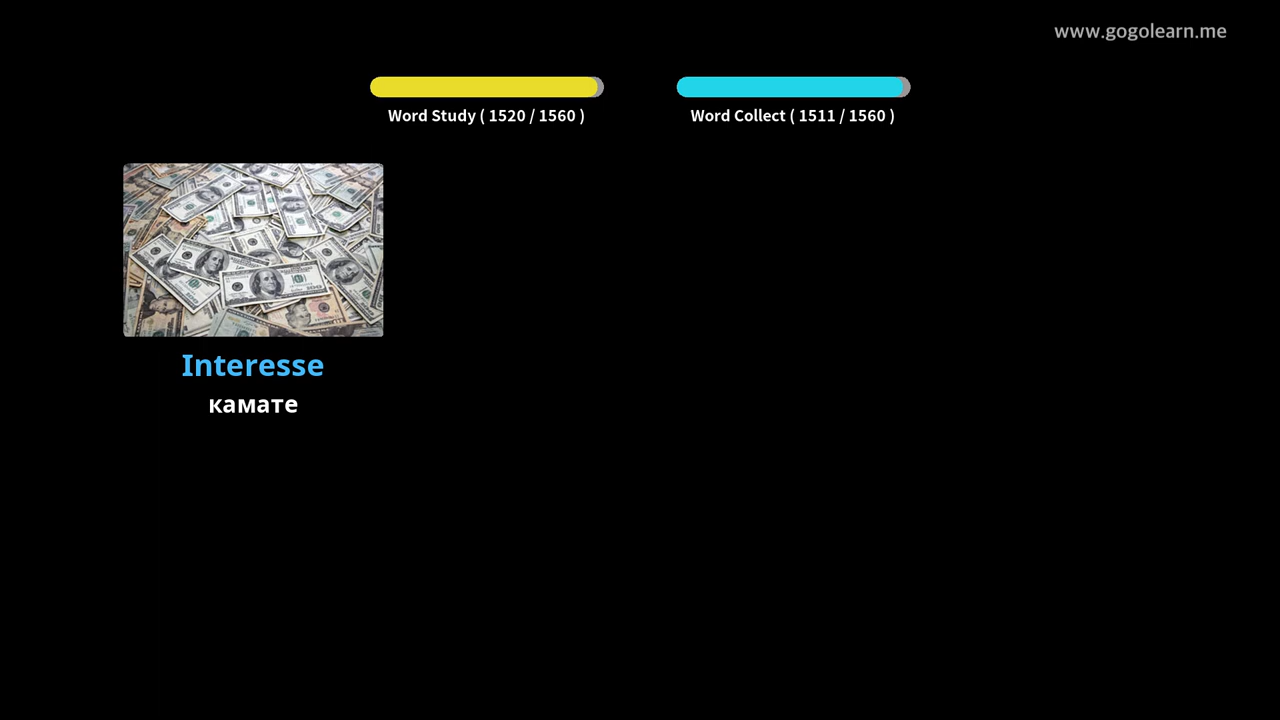 www.gogolearn.me
Word Study ( 1520 / 1560 )
Word Collect ( 1511 / 1560 )
Interesse
камате